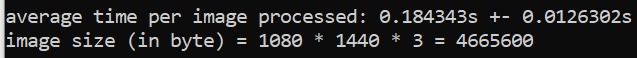 average time per image processed: 0.184343s +- 0.0126302s
image size (in byte) = 1080 * 1440 * 3 = 4665600